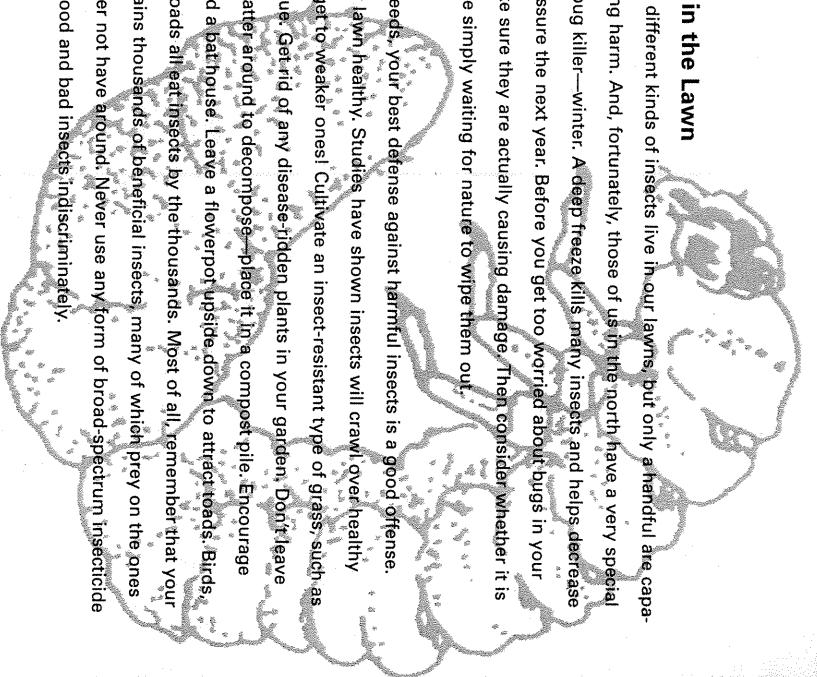 in the Lawn
different kinds of insects live in our lawns, but only a handful are capa-
ng harm. And, fortunately, those of us in the north have a very special
bug killer—winter. A deep freeze kills many insects and helps decrease
ssure the next year. Before you get too worried about bugs in your
e sure they are actually causing damage. Then consider whether it is
e simply waiting for nature to wipe them out.
eeds, your best defense against harmful insects is a good offense.
lawn healthy. Studies have shown insects will crawl over healthy
get to weaker ones! Cultivate an insect-resistant type of grass, such as
ue. Get rid of any disease-ridden plants in your garden. Don't leave
atter around to decompose—place it in a compost pile. Encourage
d a bat house. Leave a flowerpot upside down to attract toads. Birds,
oads all eat insects by the thousands. Most of all, remember that your
ains thousands of beneficial insects, many of which prey on the ones
er not have around. Never use any form of broad-spectrum insecticide
ood and bad insects indiscriminately.